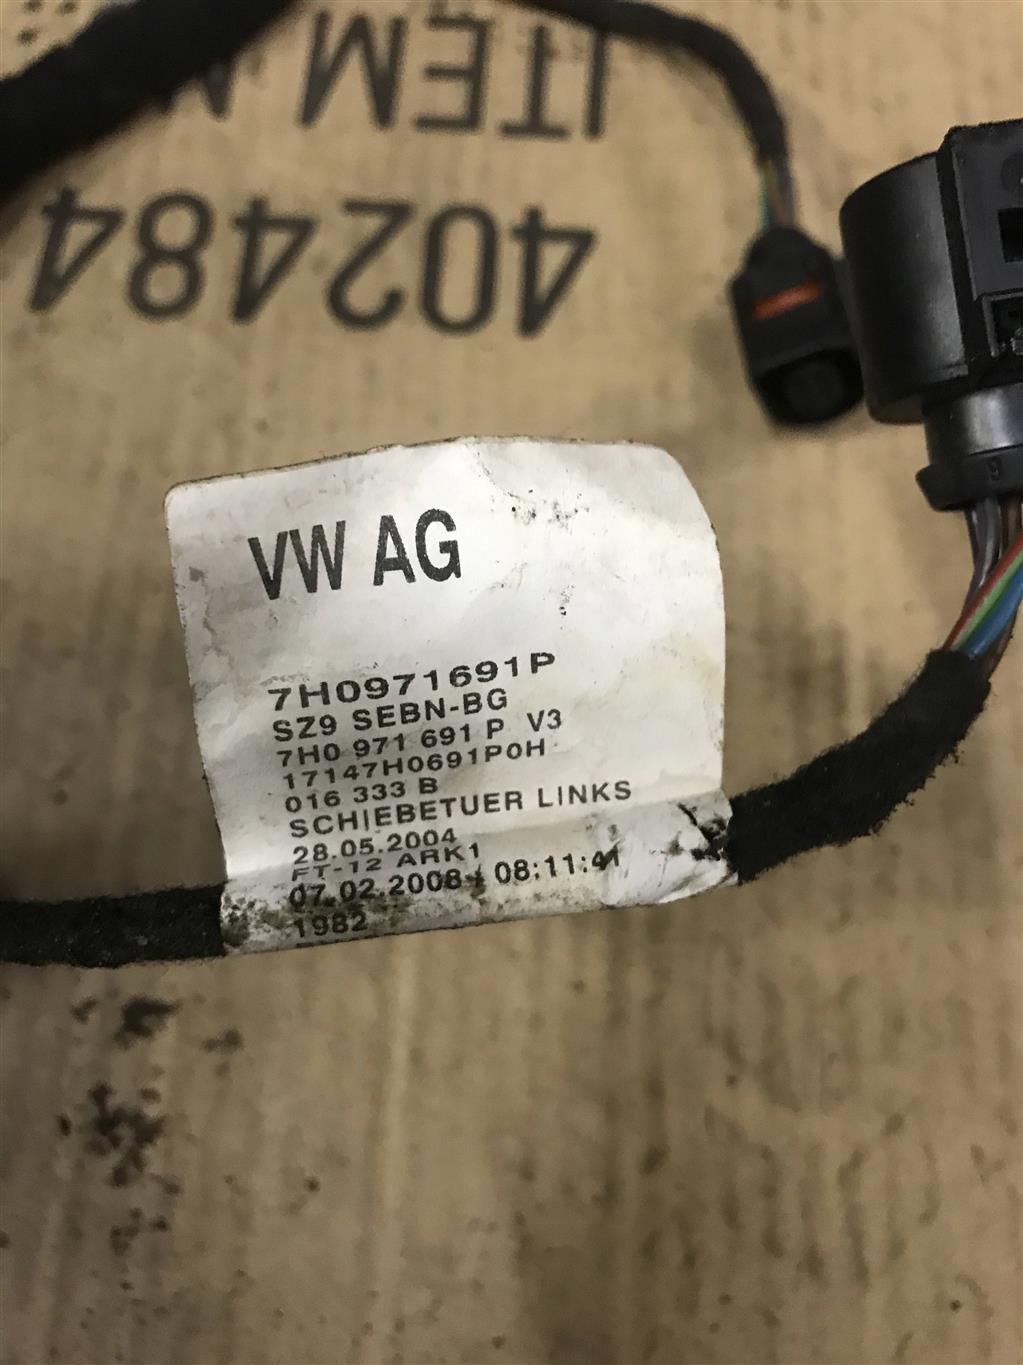 ITEM
402484
VW AG
7H0971691P
SZ9 SEBN-BG
7H0 971 691 P V3
17147H0691P0H
016 333 B
SCHIEBETUER LINKS
28.05.2004
FT-12 ARK1
07.02.2008 08:11:41
1982